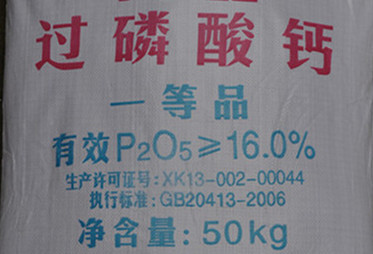 过磷酸钙
一等品
有效P2O5≥16.0%
生产许可证号:XK13-002-00044
执行标准:GB20413-2006
净含量:50kg